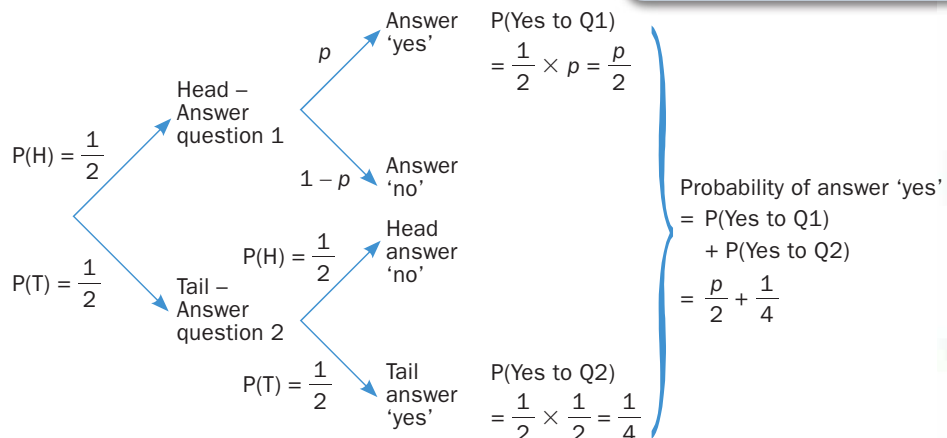 Answer
'yes'
P(Yes to Q1)
= 1/2 × p = p/2
p
Head –
Answer
question 1
P(H) = 1/2
1 – p
Answer
'no'
Probability of answer 'yes'
= P(Yes to Q1)
+ P(Yes to Q2)
= p/2 + 1/4
P(H) = 1/2
Head
answer
'no'
P(T) = 1/2
Tail –
Answer
question 2
P(T) = 1/2
Tail
answer
'yes'
P(Yes to Q2)
= 1/2 × 1/2 = 1/4